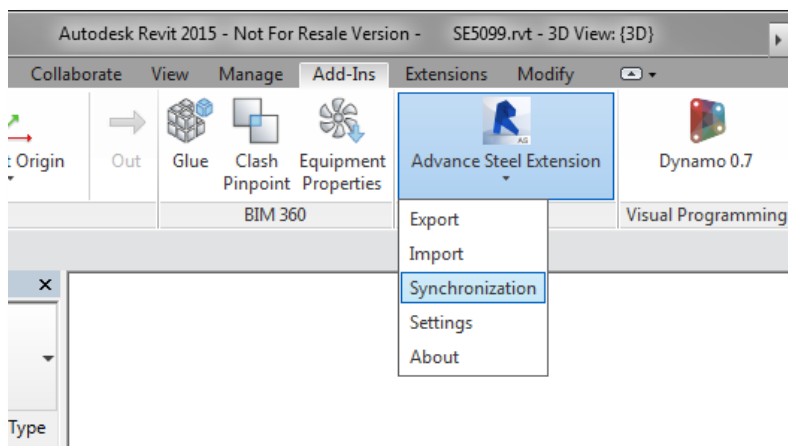 Autodesk Revit 2015 - Not For Resale Version - SE5099.rvt - 3D View: {3D}
Collaborate View Manage Add-Ins Extensions Modify
t Origin Out Glue Clash Pinpoint Equipment Properties Advance Steel Extension Dynamo 0.7
BIM 360 Visual Programming
Export
Import
Synchronization
Settings
About
Type